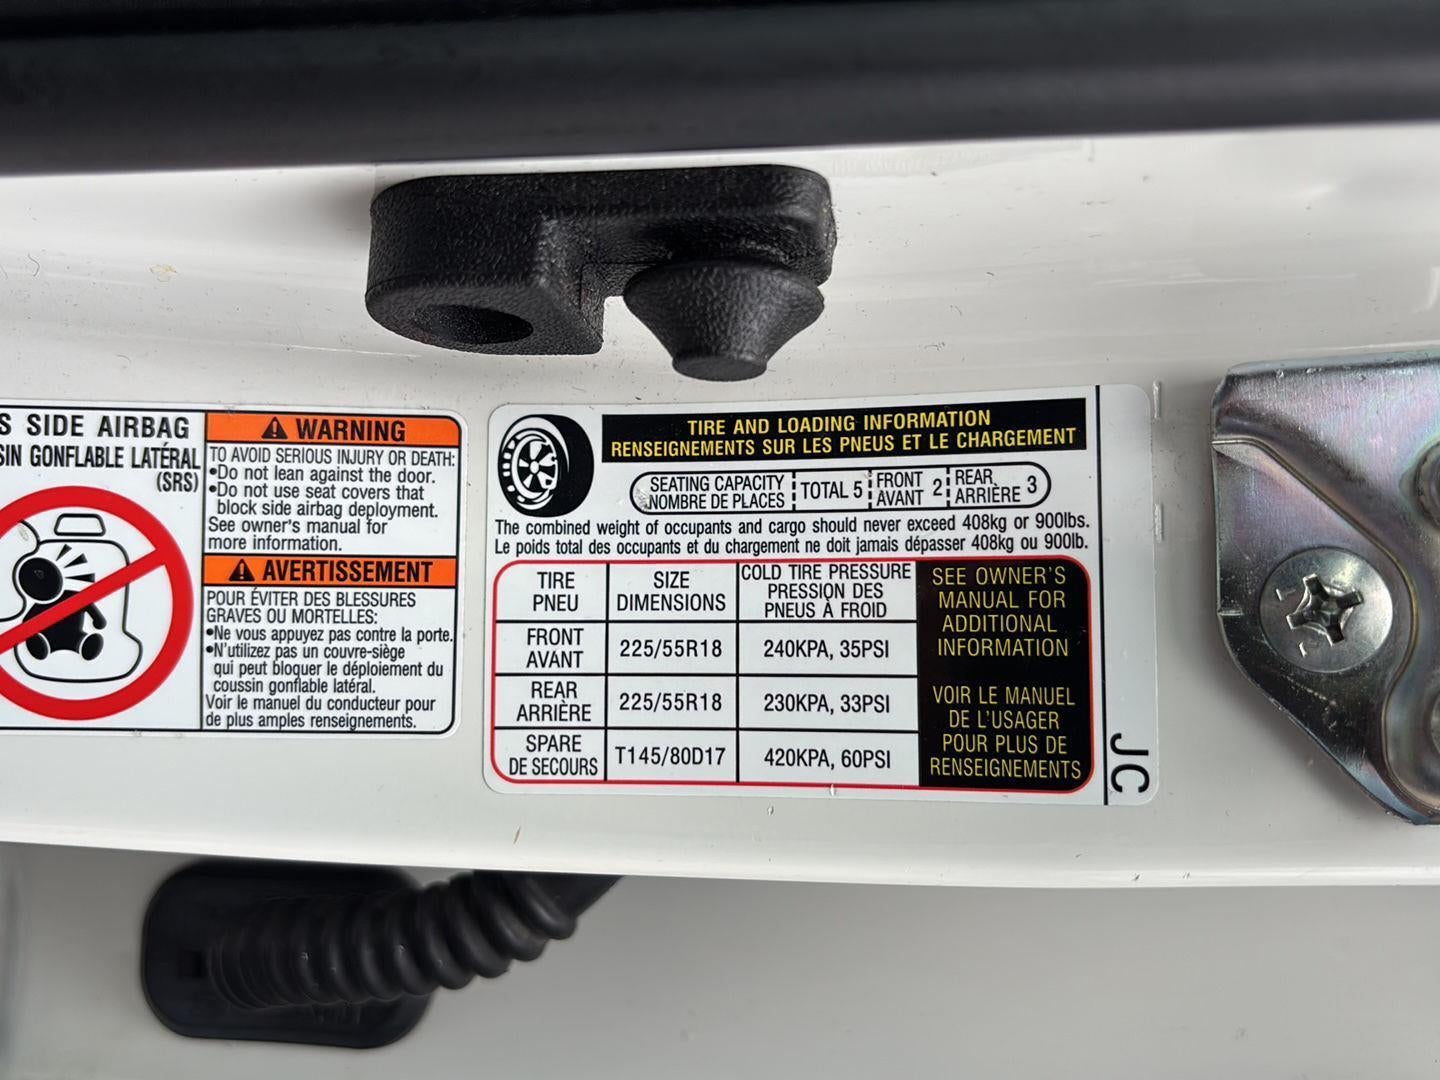 S SIDE AIRBAG
SIN GONFLABLE LATÉRAL
(SRS)
WARNING
TO AVOID SERIOUS INJURY OR DEATH:
•Do not lean against the door.
•Do not use seat covers that
block side airbag deployment.
See owner's manual for
more information.
AVERTISSEMENT
POUR ÉVITER DES BLESSURES
GRAVES OU MORTELLES:
•Ne vous appuyez pas contre la porte.
•N'utilizez pas un couvre-siège
qui peut bloquer le déploiement du
coussin gonflable latéral.
Voir le manuel du conducteur pour
de plus amples renseignements.
TIRE AND LOADING INFORMATION
RENSEIGNEMENTS SUR LES PNEUS ET LE CHARGEMENT
SEATING CAPACITY
NOMBRE DE PLACES
TOTAL 5
FRONT
AVANT 2
REAR
ARRIÈRE 3
The combined weight of occupants and cargo should never exceed 408kg or 900lbs.
Le poids total des occupants et du chargement ne doit jamais dépasser 408kg ou 900lb.
TIRE
PNEU
SIZE
DIMENSIONS
COLD TIRE PRESSURE
PRESSION DES
PNEUS À FROID
FRONT
AVANT
225/55R18
240KPA, 35PSI
REAR
ARRIÈRE
225/55R18
230KPA, 33PSI
SPARE
DE SECOURS
T145/80D17
420KPA, 60PSI
SEE OWNER'S
MANUAL FOR
ADDITIONAL
INFORMATION
VOIR LE MANUEL
DE L'USAGER
POUR PLUS DE
RENSEIGNEMENTS
JC